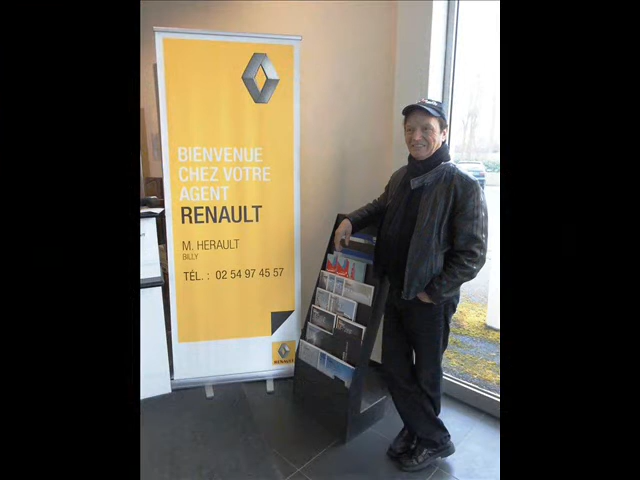 BIENVENUE
CHEZ VOTRE
AGENT
RENAULT
M. HERAULT
BILLY
TÉL. : 02 54 97 45 57
RENAULT